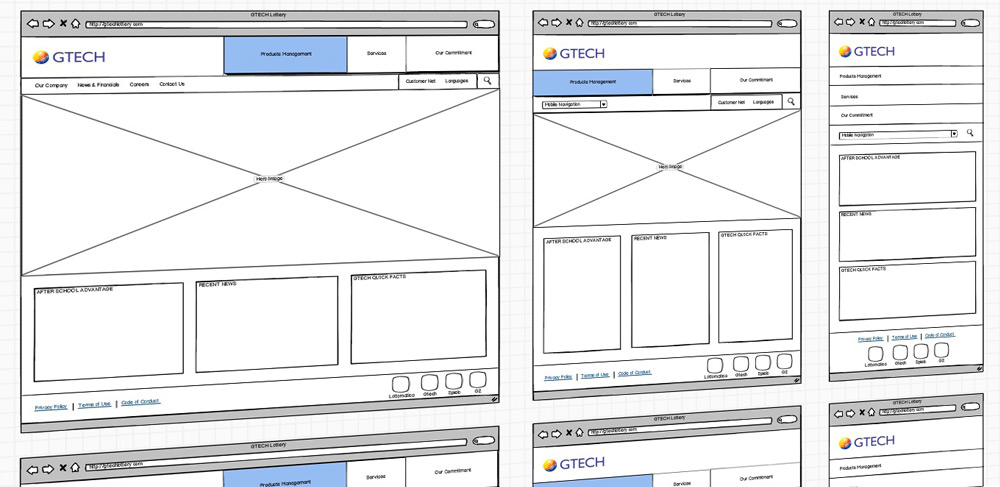 GTECH Lottery
http://gtechlottery.com
GTECH
Products Management
Services
Our Commitment
Our Company News & Financials Careers Contact Us
Customer Net Languages
Hero Image
AFTER SCHOOL ADVANTAGE
RECENT NEWS
GTECH QUICK FACTS
Privacy Policy | Terms of Use | Code of Conduct
Lottomatica Gtech Spielo G2
GTECH Lottery
http://gtechlottery.com
GTECH
Products Management
Services
Our Commitment
Mobile Navigation
Customer Net Languages
Hero Image
AFTER SCHOOL ADVANTAGE
RECENT NEWS
GTECH QUICK FACTS
Privacy Policy | Terms of Use | Code of Conduct
Lottomatica Gtech Spielo G2
GTECH Lottery
http://gtechlottery.com
GTECH
Products Management
Services
Our Commitment
Mobile Navigation
AFTER SCHOOL ADVANTAGE
RECENT NEWS
GTECH QUICK FACTS
Privacy Policy | Terms of Use | Code of Conduct
Lottomatica Gtech Spielo G2
GTECH Lottery
http://gtechlottery.com
Products Management
Services
Our Commitment
GTECH Lottery
http://gtechlottery.com
GTECH
Services
Our Commitment
GTECH Lottery
http://gtechlottery.com
GTECH
Products Management